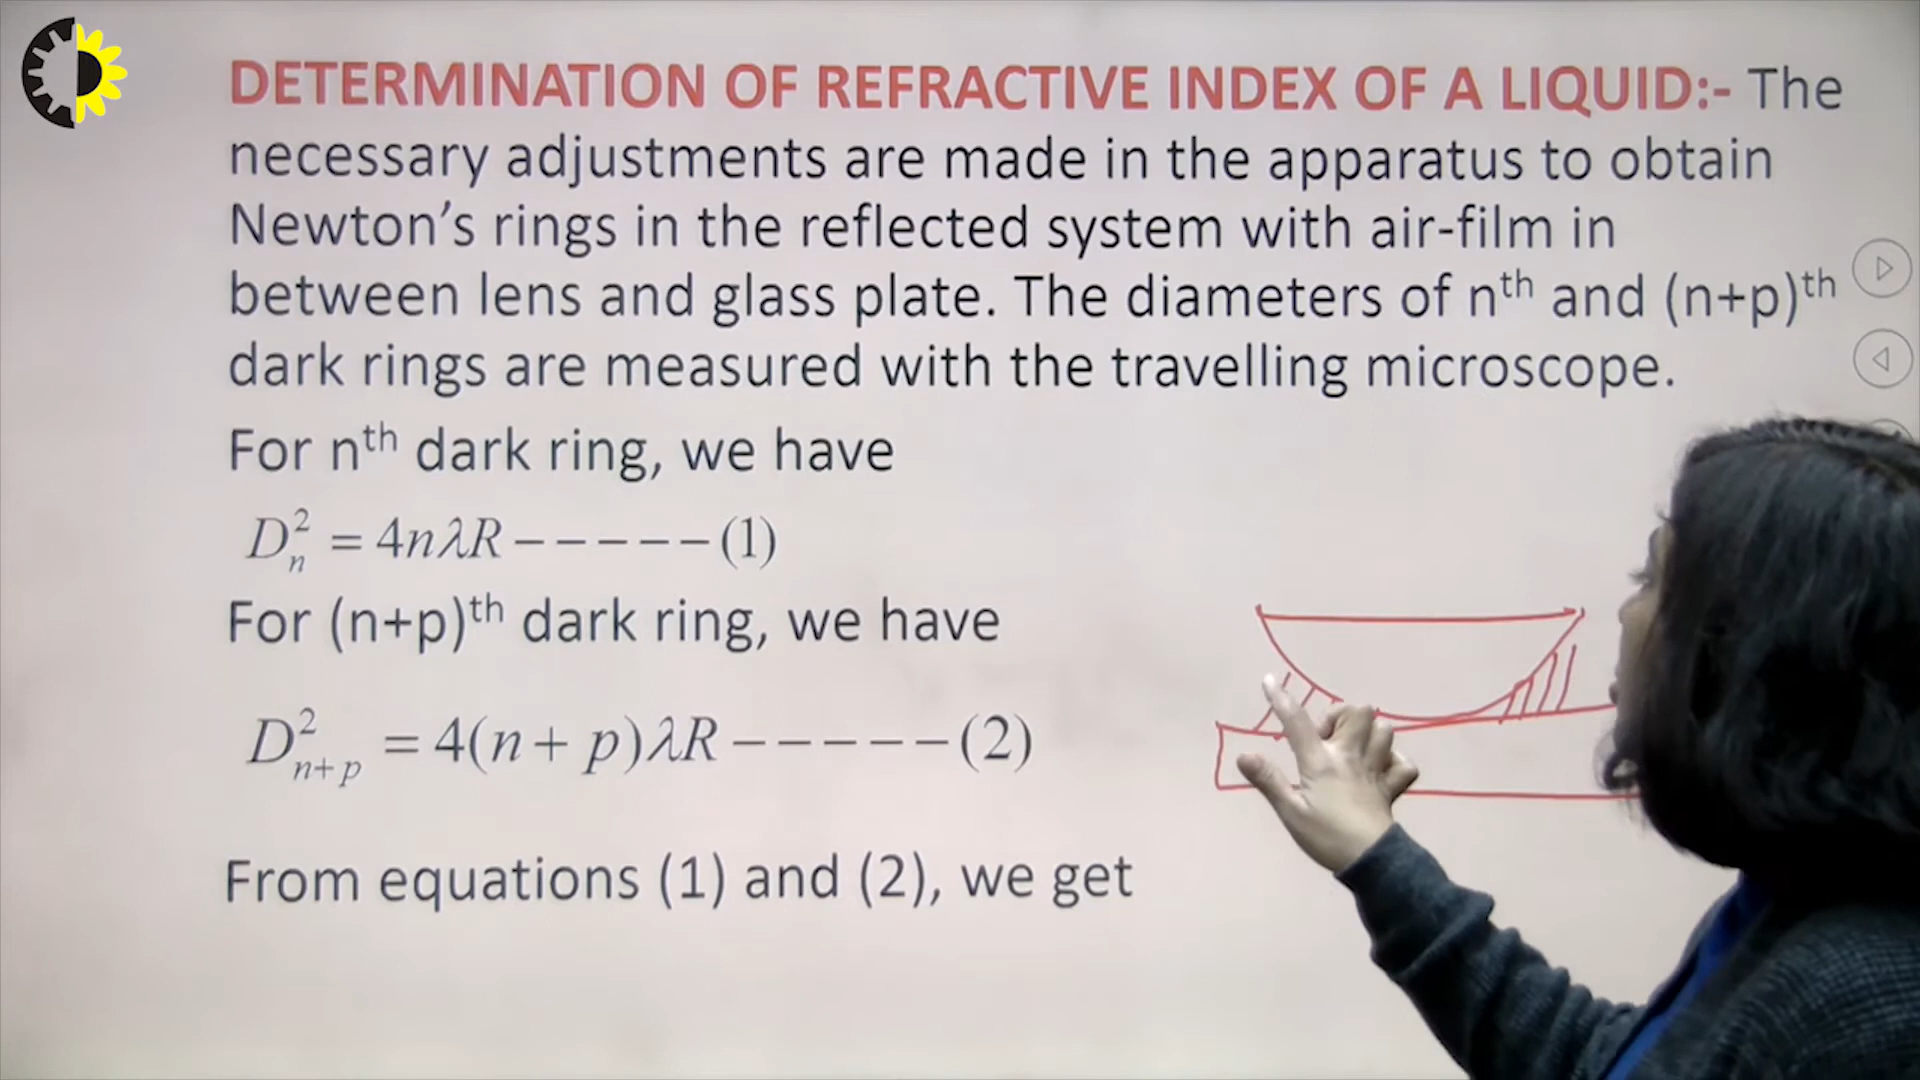 DETERMINATION OF REFRACTIVE INDEX OF A LIQUID:- The
necessary adjustments are made in the apparatus to obtain
Newton’s rings in the reflected system with air-film in
between lens and glass plate. The diameters of nth and (n+p)th
dark rings are measured with the travelling microscope.
For nth dark ring, we have
D²ₙ = 4nλR – – – – – (1)
For (n+p)th dark ring, we have
D²ₙ₊ₚ = 4(n + p)λR – – – – – (2)
From equations (1) and (2), we get